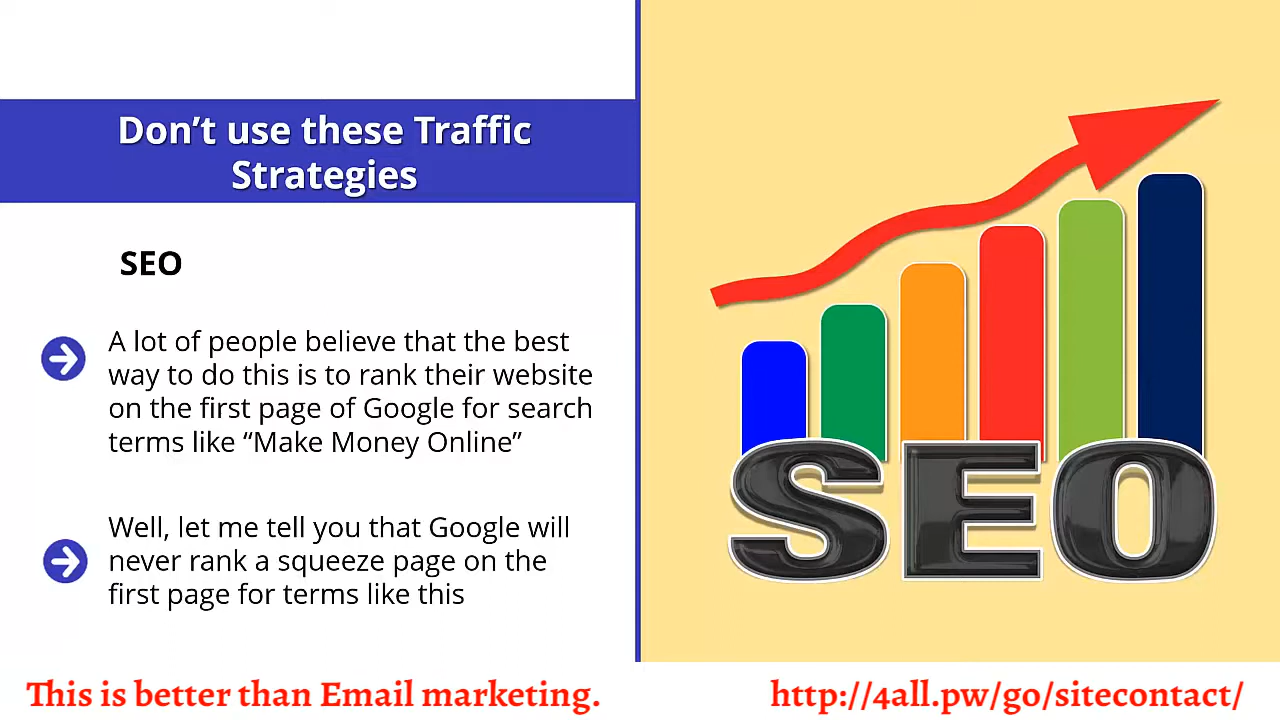 Don’t use these Traffic
Strategies
SEO
A lot of people believe that the best
way to do this is to rank their website
on the first page of Google for search
terms like “Make Money Online”
Well, let me tell you that Google will
never rank a squeeze page on the
first page for terms like this
SEO
This is better than Email marketing.
http://4all.pw/go/sitecontact/